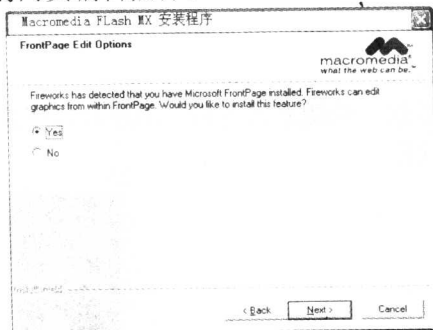 Macromedia FLash MX 安装程序
FrontPage Edit Options
macromedia®
what the web can be.™
Fireworks has detected that you have Microsoft FrontPage installed. Fireworks can edit
graphics from within FrontPage. Would you like to install this feature?
Yes
No
< Back
Next >
Cancel